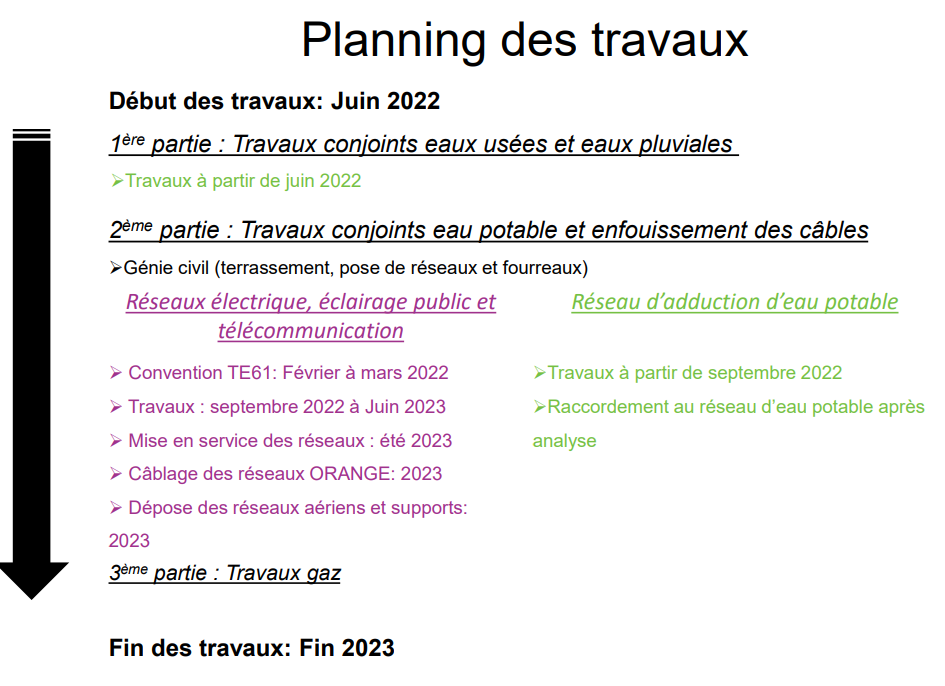 Planning des travaux
Début des travaux: Juin 2022
1ère partie : Travaux conjoints eaux usées et eaux pluviales
➢Travaux à partir de juin 2022
2ème partie : Travaux conjoints eau potable et enfouissement des câbles
➢Génie civil (terrassement, pose de réseaux et fourreaux)
Réseaux électrique, éclairage public et
télécommunication
➢ Convention TE61: Février à mars 2022
➢ Travaux : septembre 2022 à Juin 2023
➢ Mise en service des réseaux : été 2023
➢ Câblage des réseaux ORANGE: 2023
➢ Dépose des réseaux aériens et supports:
2023
Réseau d’adduction d’eau potable
➢Travaux à partir de septembre 2022
➢Raccordement au réseau d’eau potable après
analyse
3ème partie : Travaux gaz
Fin des travaux: Fin 2023